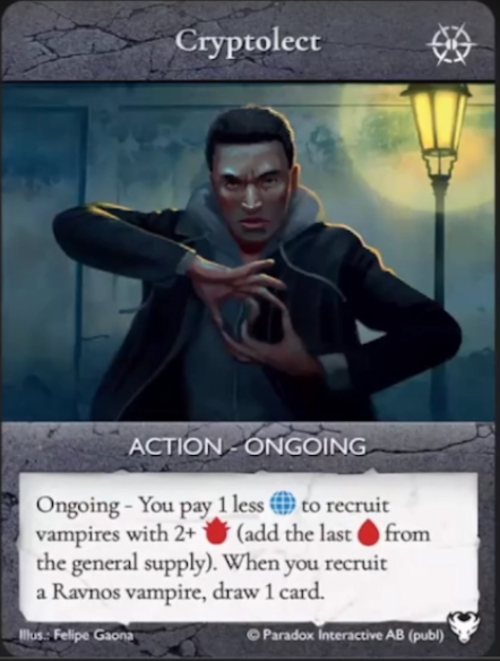 Cryptolect
ACTION - ONGOING
Ongoing - You pay 1 less to recruit
vampires with 2+ (add the last from
the general supply). When you recruit
a Ravnos vampire, draw 1 card.
Illus.: Felipe Gaona © Paradox Interactive AB (publ)